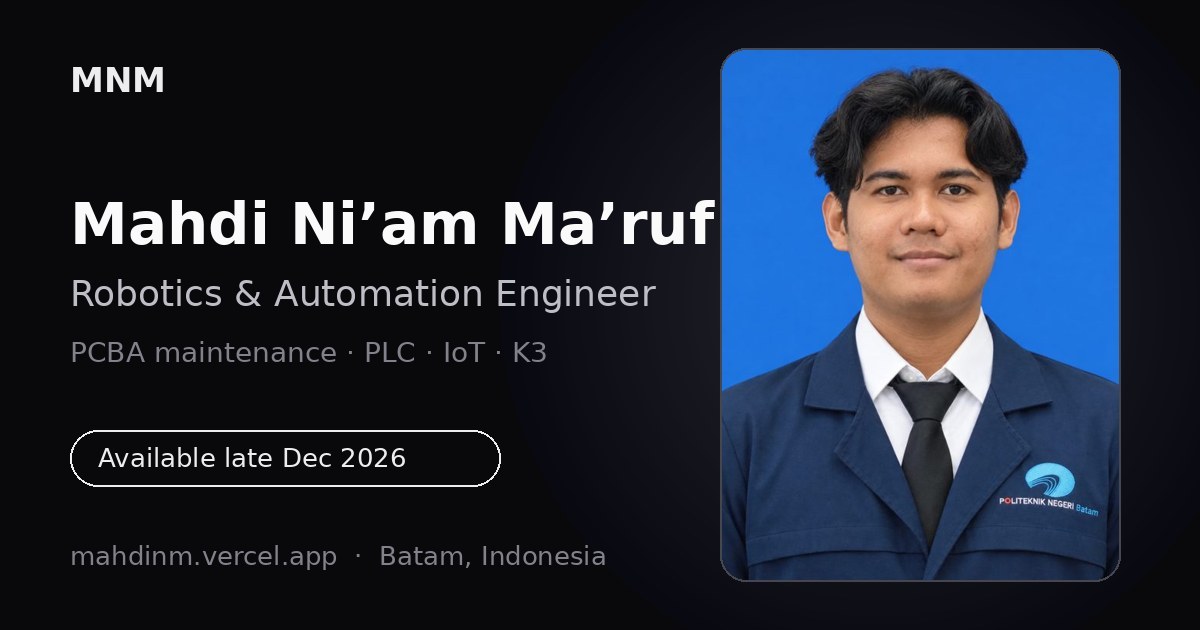 MNM
Mahdi Ni’am Ma’ruf
Robotics & Automation Engineer
PCBA maintenance · PLC · IoT · K3
Available late Dec 2026
mahdinm.vercel.app · Batam, Indonesia
POLITEKNIK NEGERI Batam